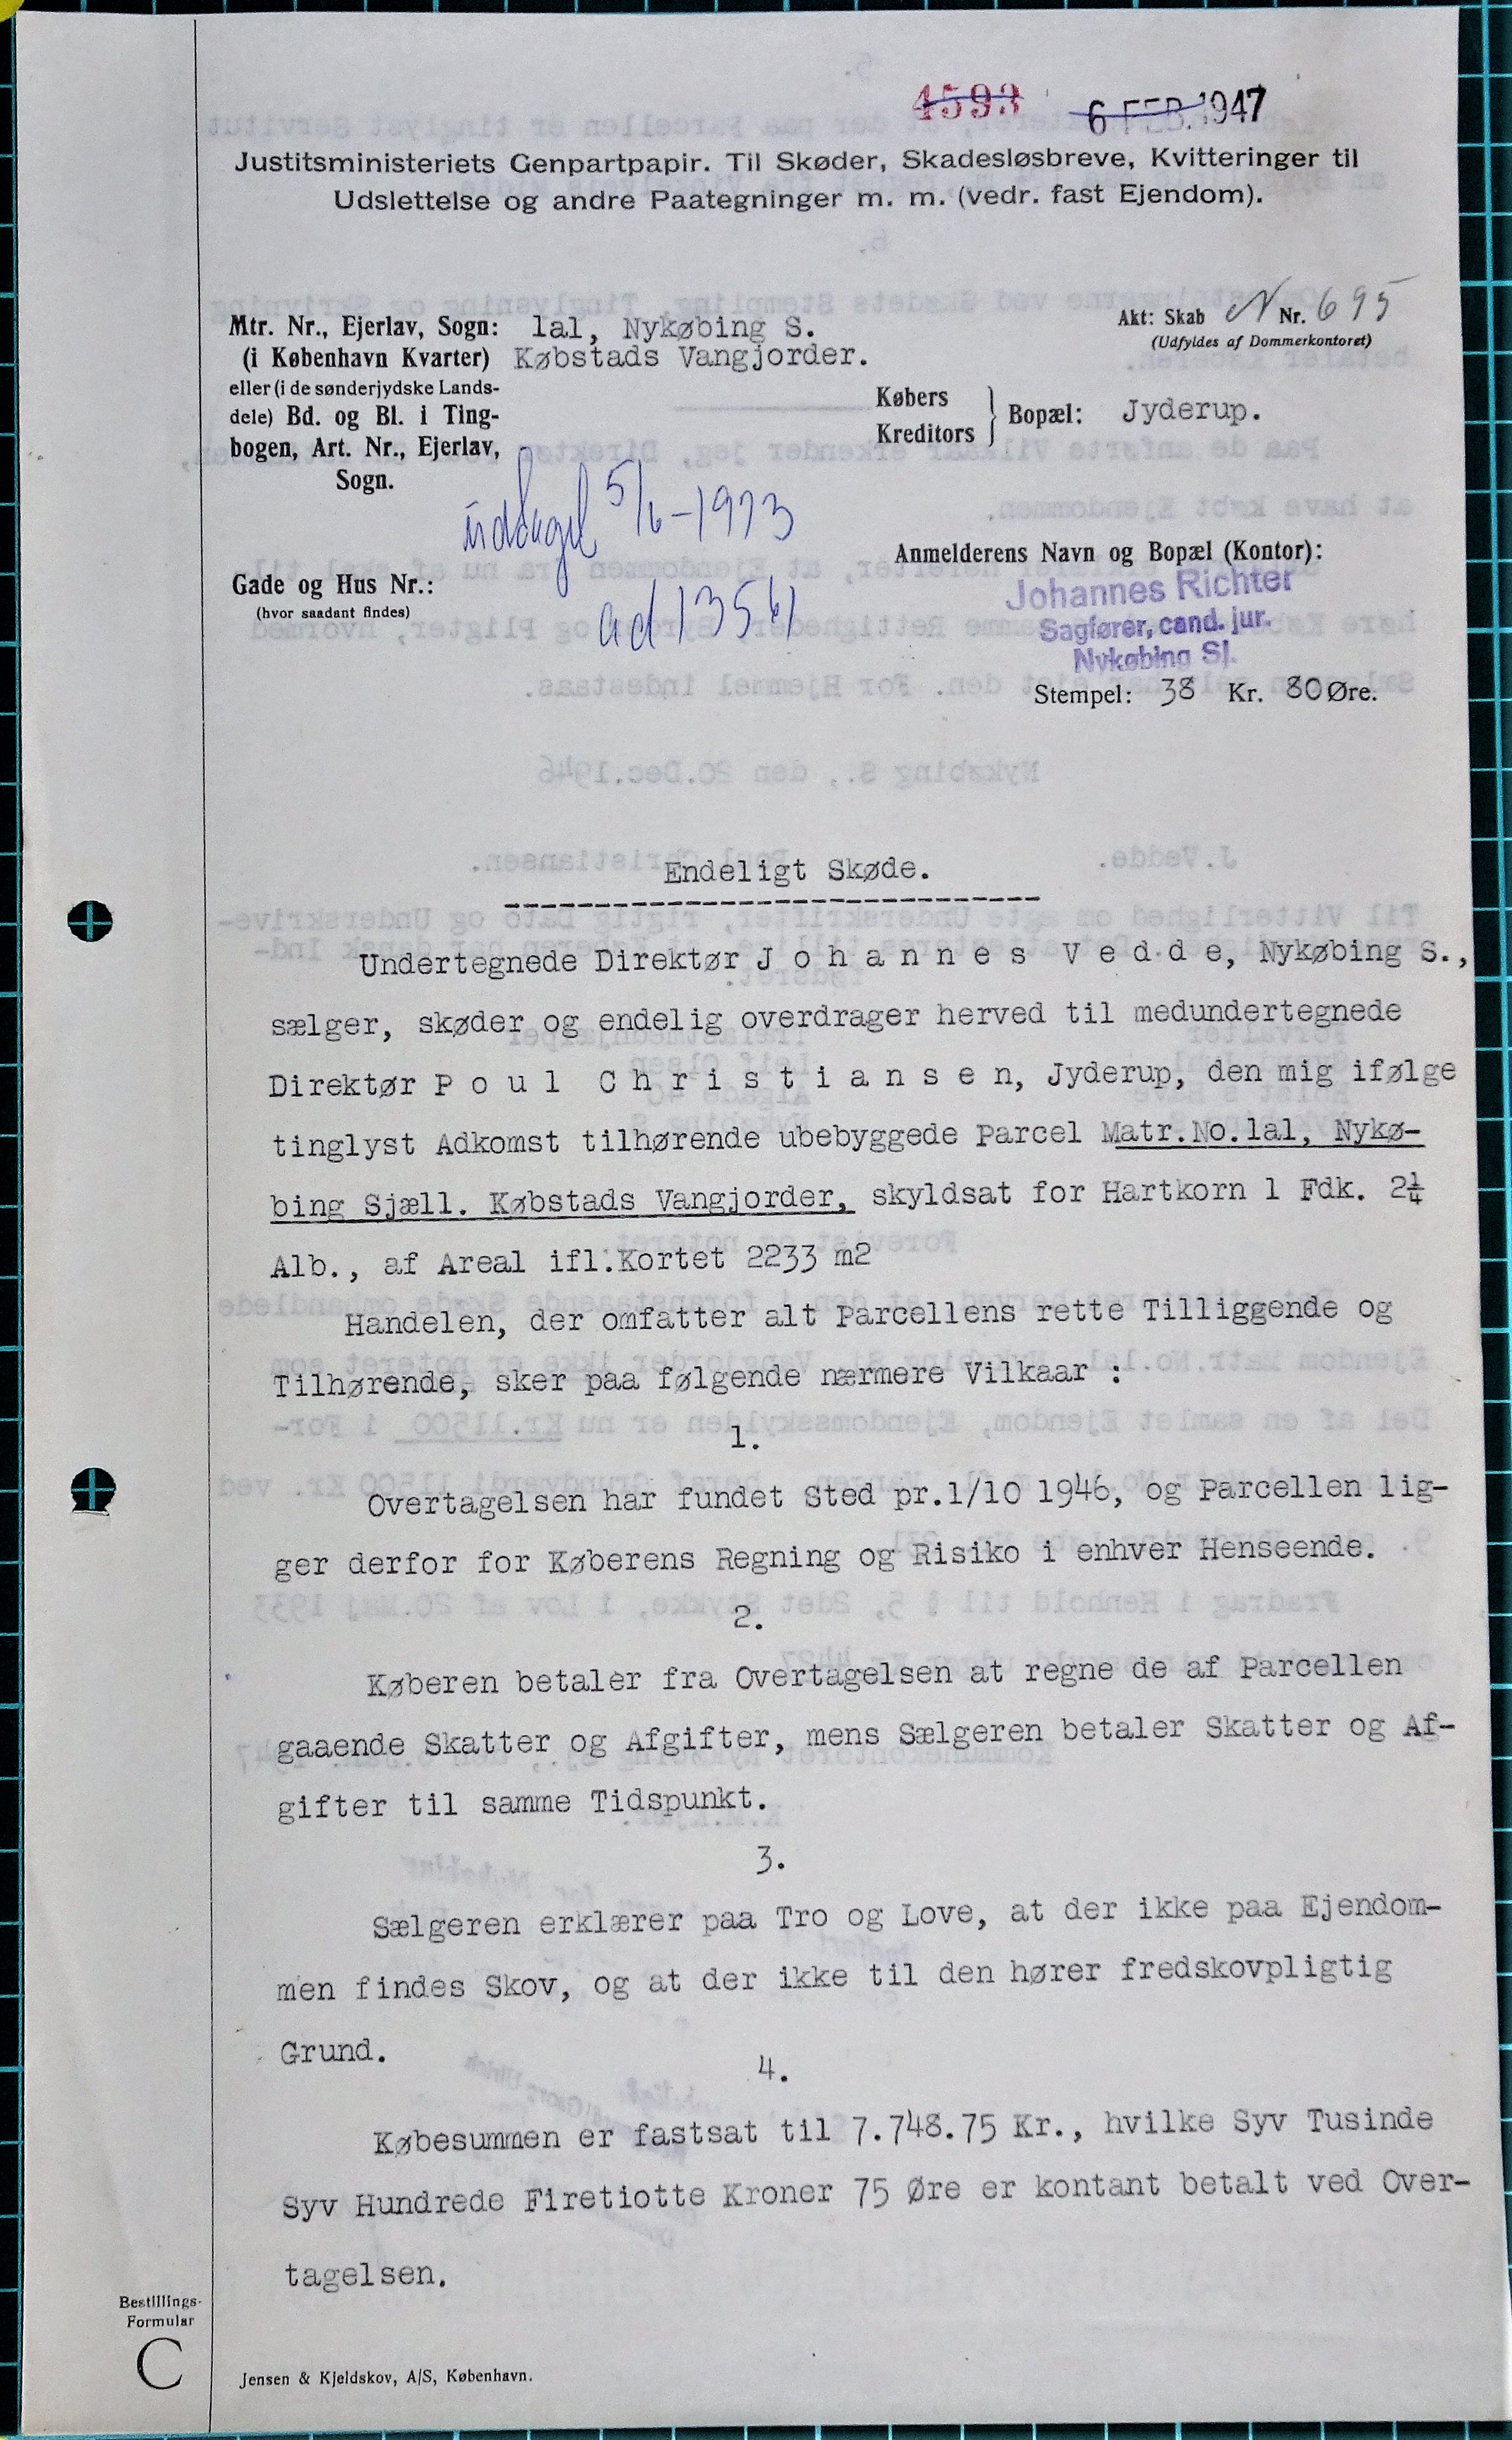 4593 6 FEB. 1947
Justitsministeriets Genpartpapir. Til Skøder, Skadesløsbreve, Kvitteringer til
Udslettelse og andre Paategninger m. m. (vedr. fast Ejendom).
Mtr. Nr., Ejerlav, Sogn: lal, Nykøbing S.
(i København Kvarter) Købstads Vangjorder.
eller (i de sønderjydske Lands-
dele) Bd. og Bl. i Ting-
bogen, Art. Nr., Ejerlav,
Sogn.
Akt: Skab N Nr. 695
(Udfyldes af Dommerkontoret)
Købers
Kreditors } Bopæl: Jyderup.
5/6-1973
ad 13561
Gade og Hus Nr.:
(hvor saadant findes)
Anmelderens Navn og Bopæl (Kontor):
Johannes Richter
Sagfører, cand. jur.
Nykøbing Sj.
Stempel: 38 Kr. 80 Øre.
Endeligt Skøde.
Undertegnede Direktør J o h a n n e s V e d d e, Nykøbing S.,
sælger, skøder og endelig overdrager herved til medundertegnede
Direktør P o u l C h r i s t i a n s e n, Jyderup, den mig ifølge
tinglyst Adkomst tilhørende ubebyggede Parcel Matr.No.lal, Nykø-
bing Sjæll. Købstads Vangjorder, skyldsat for Hartkorn 1 Fdk. 2¼
Alb., af Areal ifl.Kortet 2233 m2
Handelen, der omfatter alt Parcellens rette Tilliggende og
Tilhørende, sker paa følgende nærmere Vilkaar :
1.
Overtagelsen har fundet Sted pr.1/10 1946, og Parcellen lig-
ger derfor for Køberens Regning og Risiko i enhver Henseende.
2.
Køberen betaler fra Overtagelsen at regne de af Parcellen
gaaende Skatter og Afgifter, mens Sælgeren betaler Skatter og Af-
gifter til samme Tidspunkt.
3.
Sælgeren erklærer paa Tro og Love, at der ikke paa Ejendom-
men findes Skov, og at der ikke til den hører fredskovpligtig
Grund.
4.
Købesummen er fastsat til 7.748.75 Kr., hvilke Syv Tusinde
Syv Hundrede Firetiotte Kroner 75 Øre er kontant betalt ved Over-
tagelsen.
Bestillings-
Formular
C
Jensen & Kjeldskov, A/S, København.